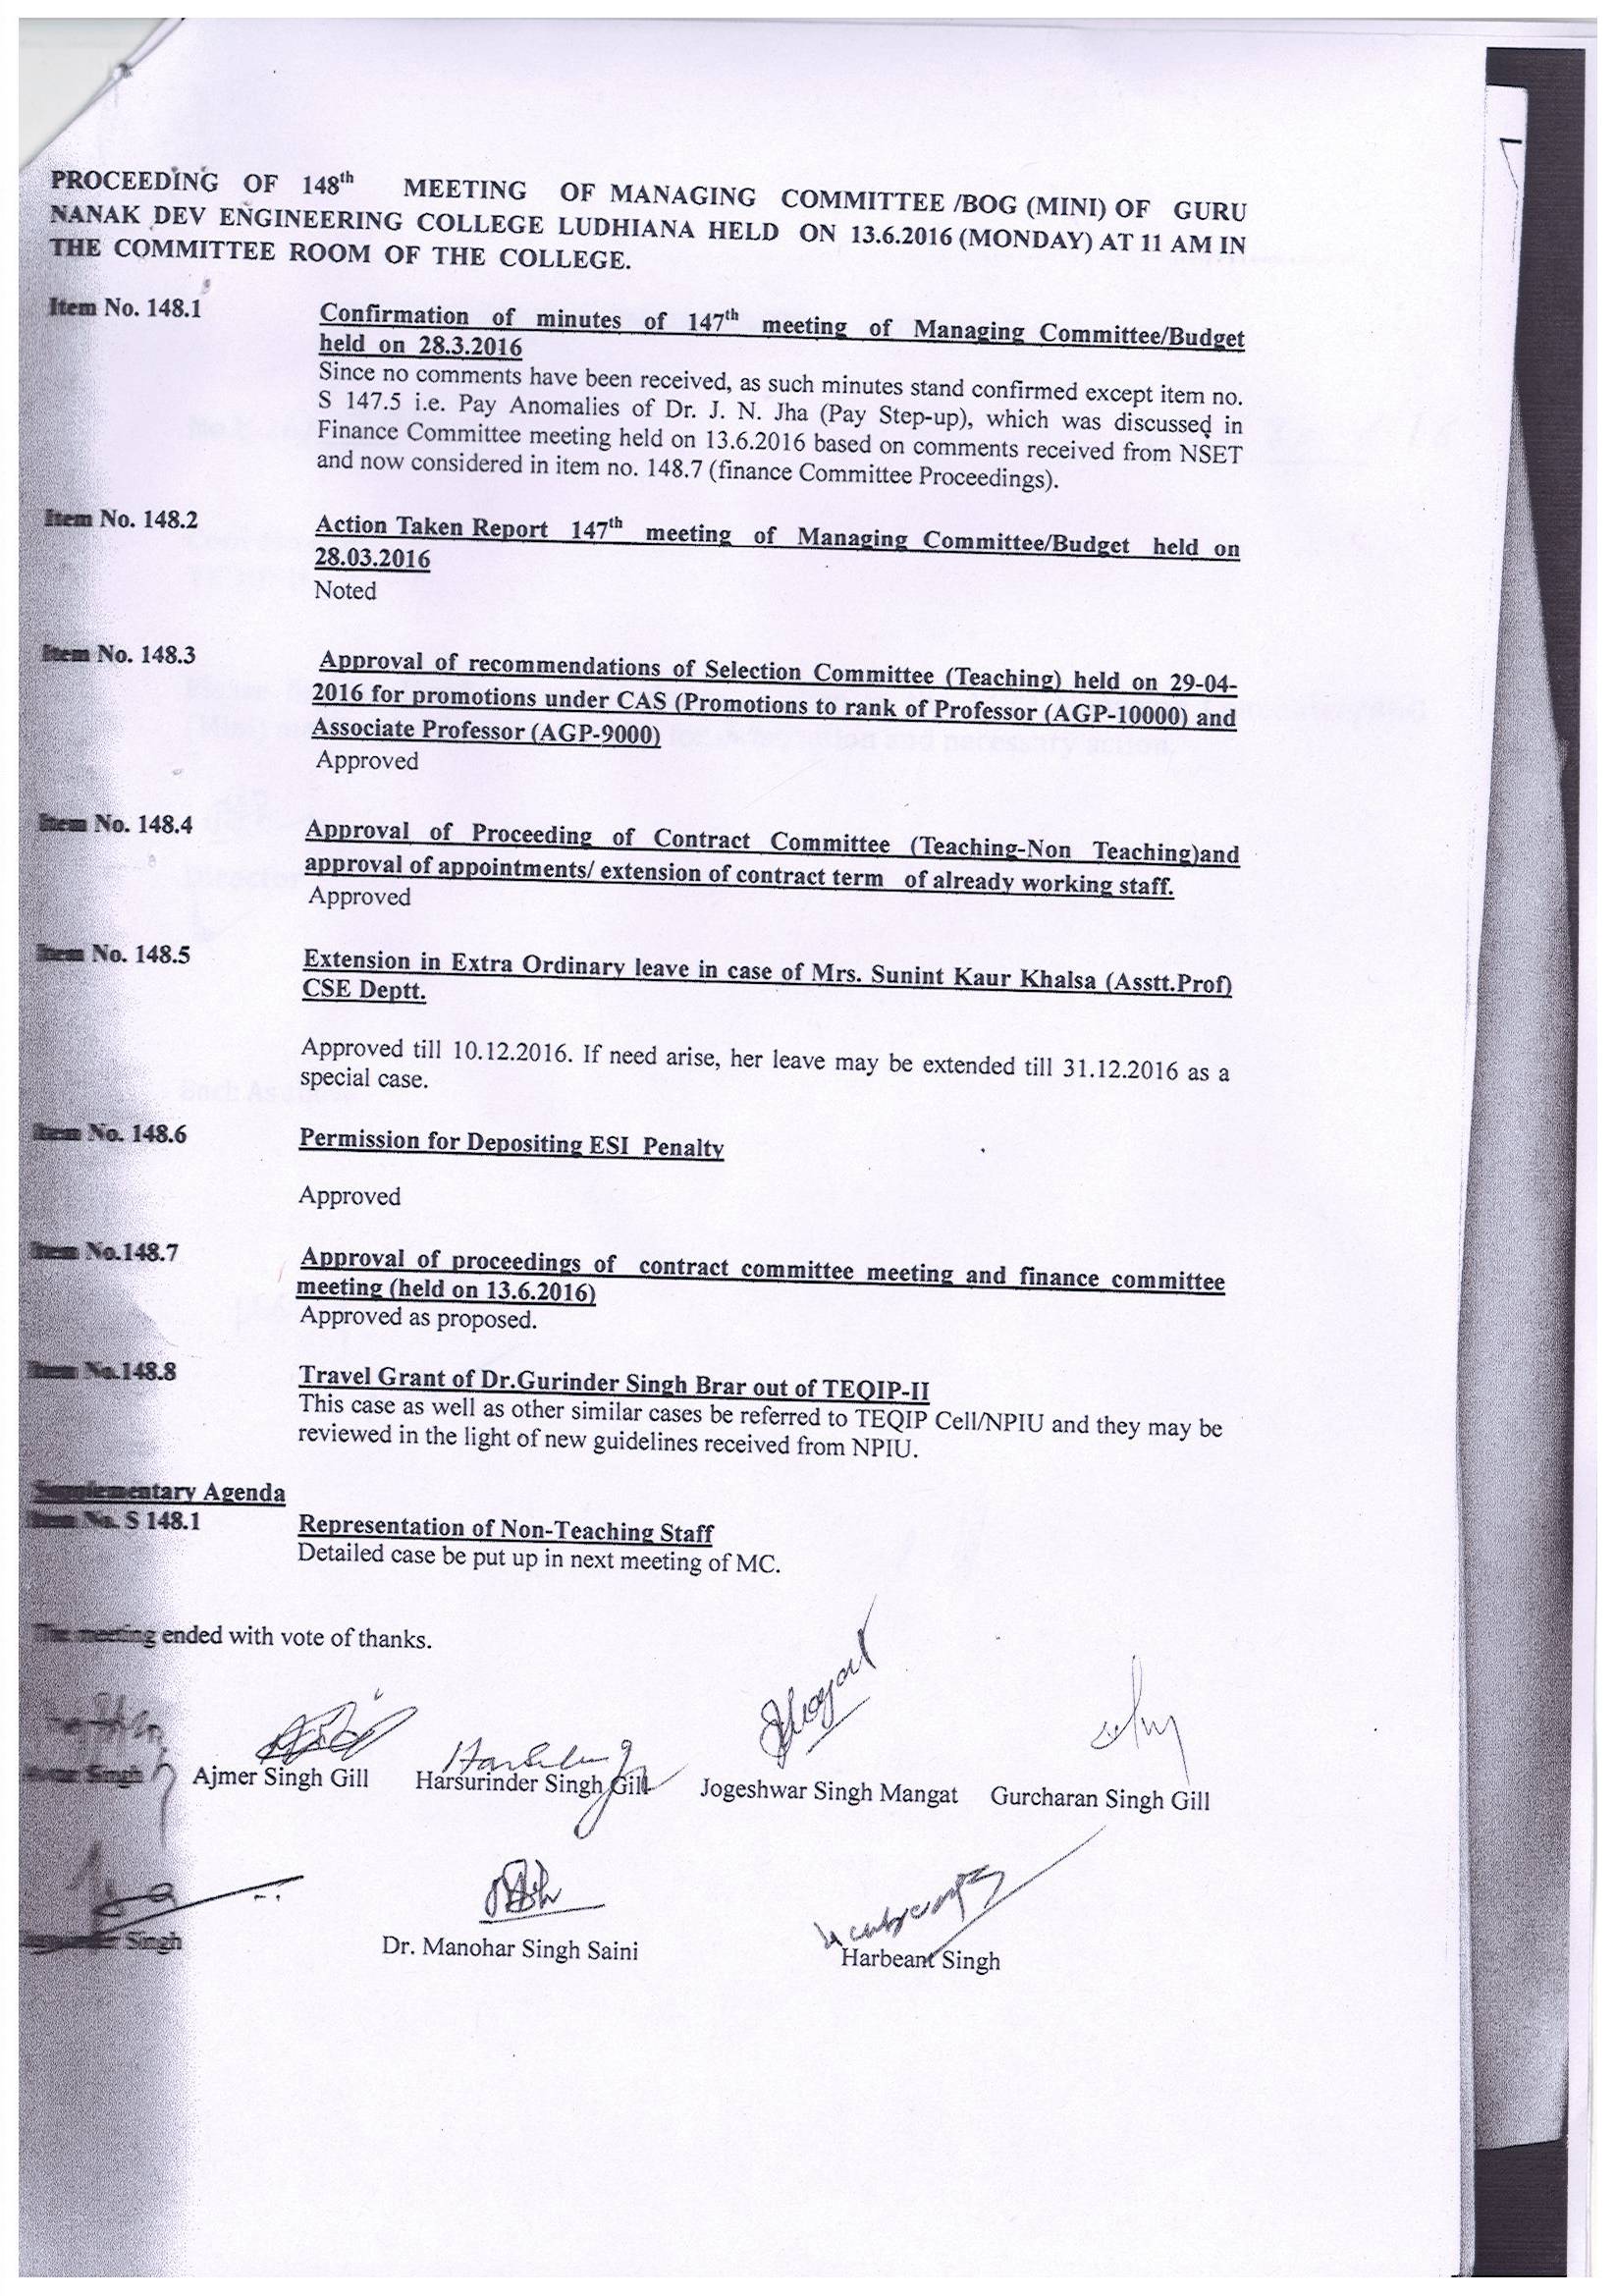 PROCEEDING OF 148th MEETING OF MANAGING COMMITTEE /BOG (MINI) OF GURU
NANAK DEV ENGINEERING COLLEGE LUDHIANA HELD ON 13.6.2016 (MONDAY) AT 11 AM IN
THE COMMITTEE ROOM OF THE COLLEGE.
Item No. 148.1
Confirmation of minutes of 147th meeting of Managing Committee/Budget
held on 28.3.2016
Since no comments have been received, as such minutes stand confirmed except item no.
S 147.5 i.e. Pay Anomalies of Dr. J. N. Jha (Pay Step-up), which was discussed in
Finance Committee meeting held on 13.6.2016 based on comments received from NSET
and now considered in item no. 148.7 (finance Committee Proceedings).
Item No. 148.2
Action Taken Report 147th meeting of Managing Committee/Budget held on
28.03.2016
Noted
Item No. 148.3
Approval of recommendations of Selection Committee (Teaching) held on 29-04-
2016 for promotions under CAS (Promotions to rank of Professor (AGP-10000) and
Associate Professor (AGP-9000)
Approved
Item No. 148.4
Approval of Proceeding of Contract Committee (Teaching-Non Teaching)and
approval of appointments/ extension of contract term of already working staff.
Approved
Item No. 148.5
Extension in Extra Ordinary leave in case of Mrs. Sunint Kaur Khalsa (Asstt.Prof)
CSE Deptt.
Approved till 10.12.2016. If need arise, her leave may be extended till 31.12.2016 as a
special case.
Item No. 148.6
Permission for Depositing ESI Penalty
Approved
Item No.148.7
Approval of proceedings of contract committee meeting and finance committee
meeting (held on 13.6.2016)
Approved as proposed.
Item No.148.8
Travel Grant of Dr.Gurinder Singh Brar out of TEQIP-II
This case as well as other similar cases be referred to TEQIP Cell/NPIU and they may be
reviewed in the light of new guidelines received from NPIU.
Supplementary Agenda
Item No. S 148.1
Representation of Non-Teaching Staff
Detailed case be put up in next meeting of MC.
The meeting ended with vote of thanks.
Singh Ajmer Singh Gill Harsurinder Singh Gill Jogeshwar Singh Mangat Gurcharan Singh Gill
Singh Dr. Manohar Singh Saini Harbeant Singh